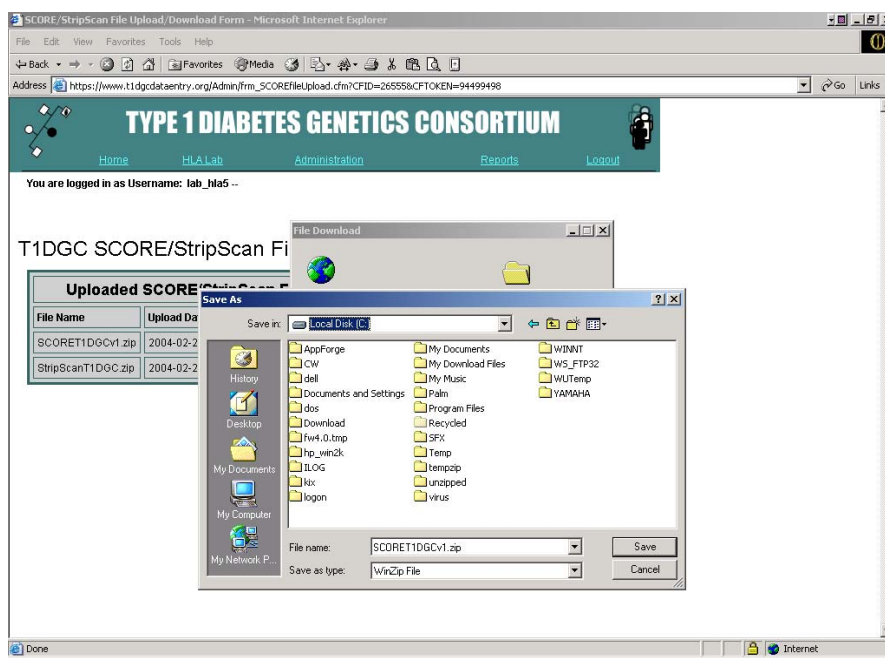 SCORE/StripScan File Upload/Download Form - Microsoft Internet Explorer
File Edit View Favorites Tools Help
Back Favorites Media
Address https://www.t1dgcdataentry.org/Admin/frm_SCOREfileUpload.cfm?CFID=26555&CFTOKEN=94499498 Go Links
TYPE 1 DIABETES GENETICS CONSORTIUM
Home HLA Lab Administration Reports Logout
You are logged in as Username: lab_hla5 --
File Download
T1DGC SCORE/StripScan Fi
Uploaded SCORE/StripScan F
File Name Upload Da
SCORET1DGCv1.zip 2004-02-2
StripScanT1DGC.zip 2004-02-2
Save As
Save in: Local Disk (C:)
History
Desktop
My Documents
My Computer
My Network P...
AppForge My Documents WINNT
CW My Download Files WS_FTP32
dell My Music WUTemp
Documents and Settings Palm YAMAHA
dos Program Files
Download Recycled
fw4.0.tmp SFX
hp_win2k Temp
ILOG tempzip
kix unzipped
logon virus
File name: SCORET1DGCv1.zip Save
Save as type: WinZip File Cancel
Done Internet